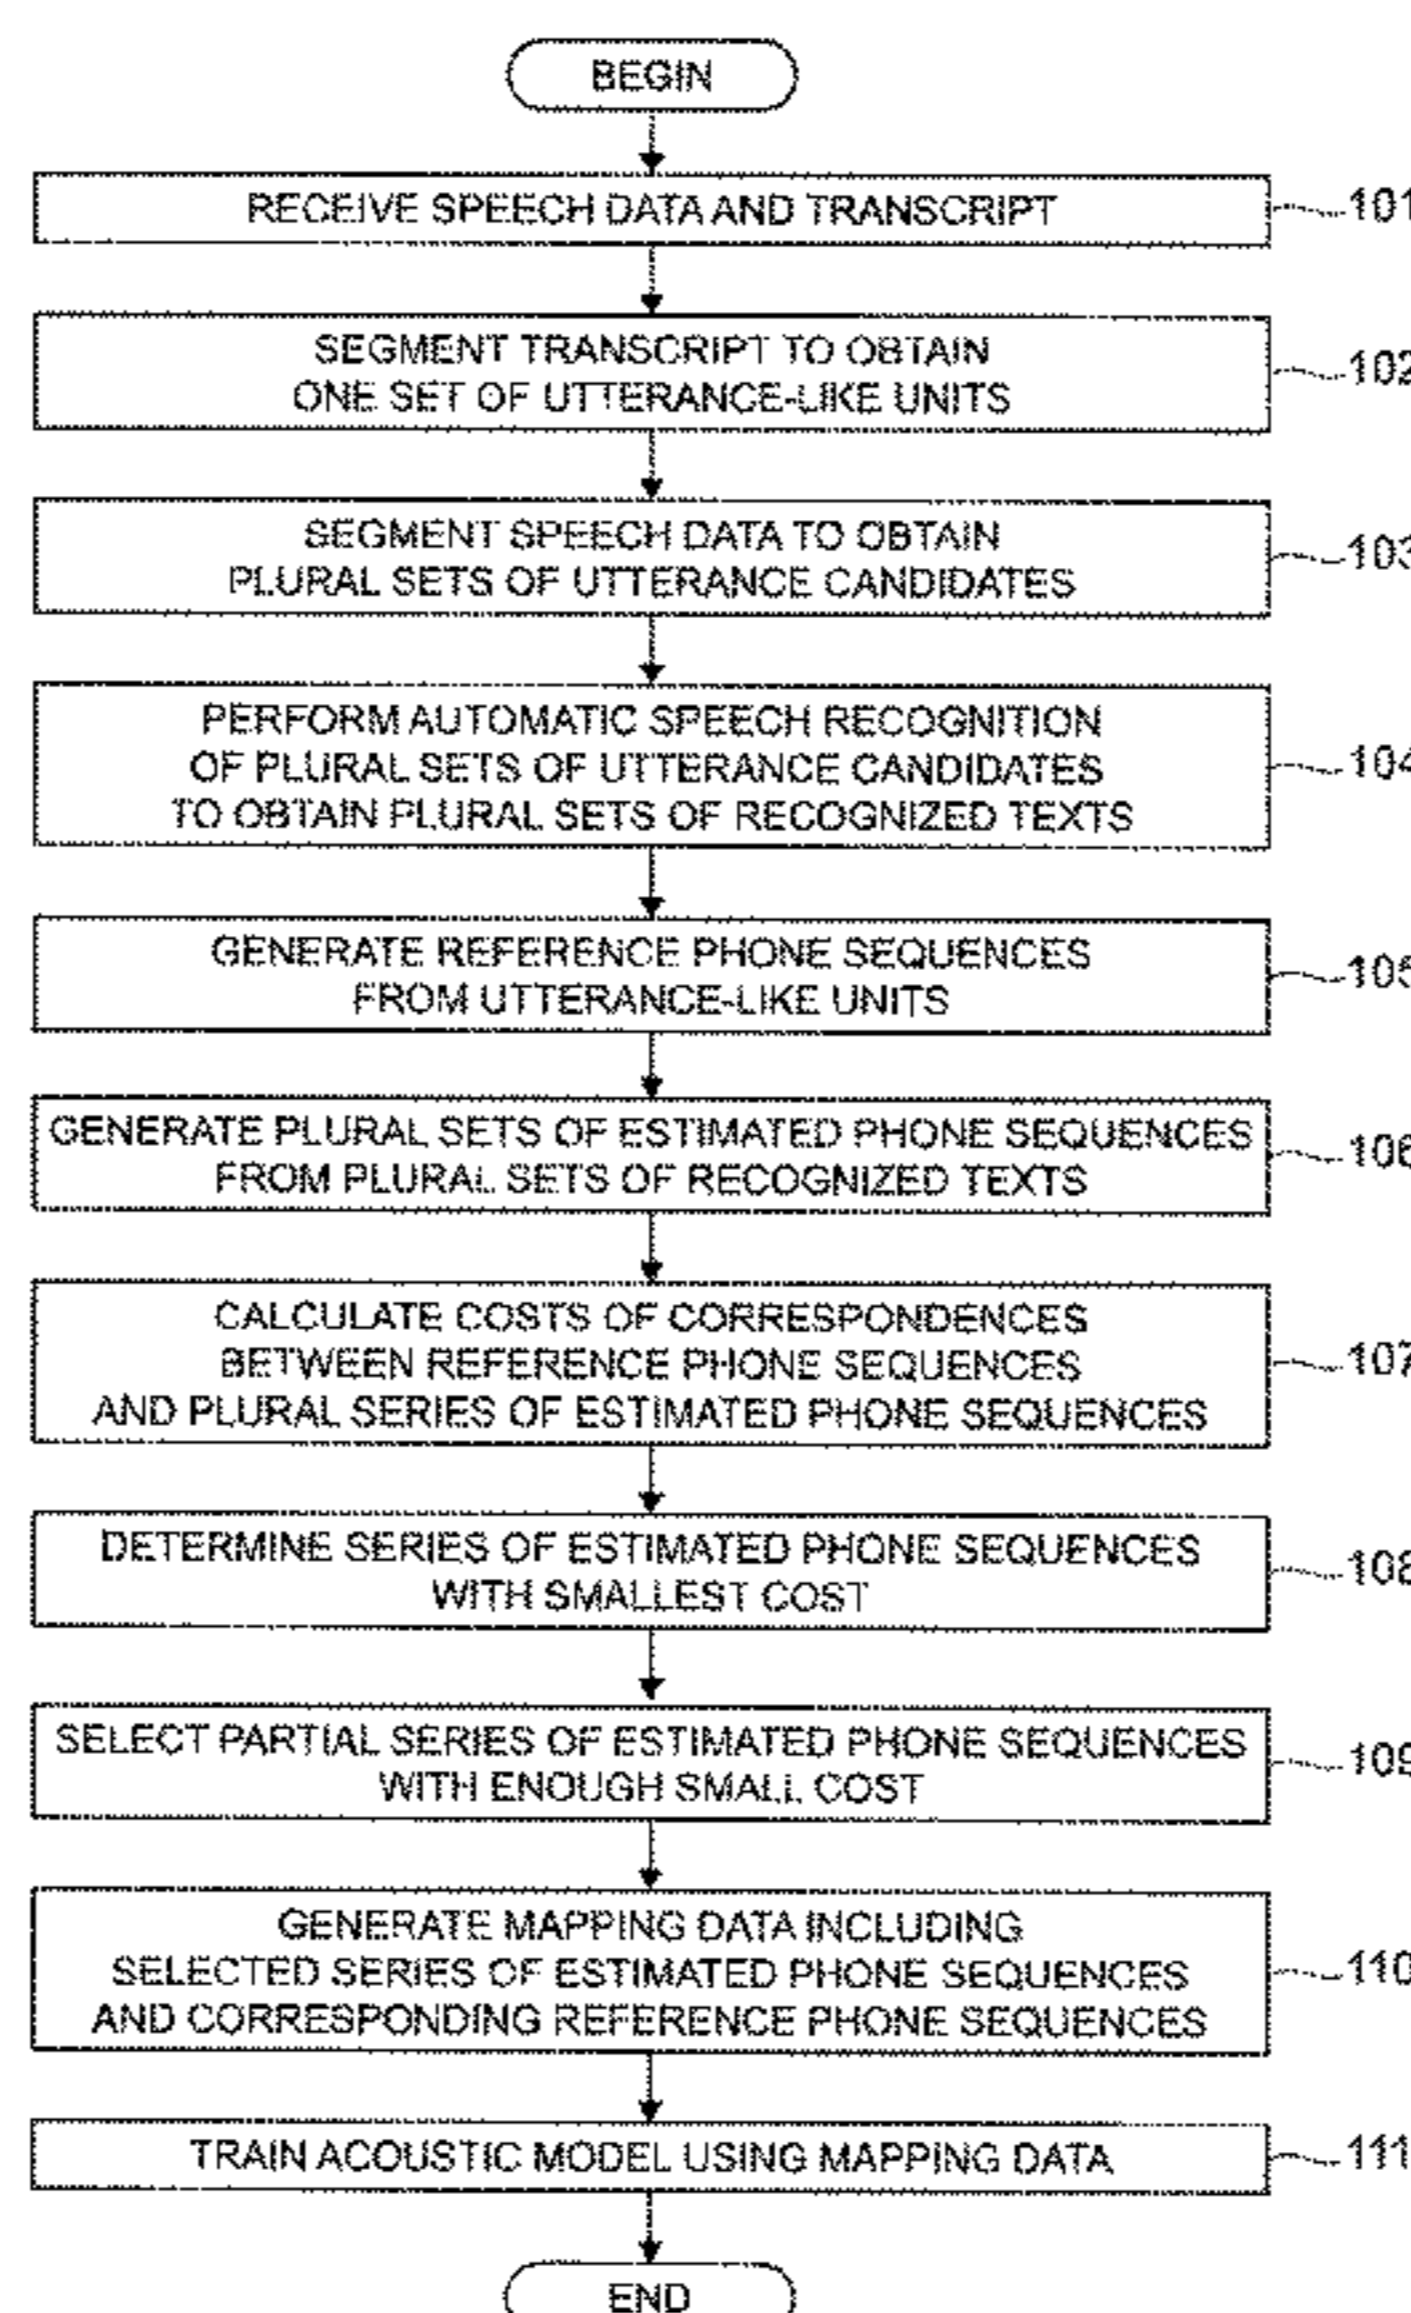 BEGIN
RECEIVE SPEECH DATA AND TRANSCRIPT
101
SEGMENT TRANSCRIPT TO OBTAIN
ONE SET OF UTTERANCE-LIKE UNITS
102
SEGMENT SPEECH DATA TO OBTAIN
PLURAL SETS OF UTTERANCE CANDIDATES
103
PERFORM AUTOMATIC SPEECH RECOGNITION
OF PLURAL SETS OF UTTERANCE CANDIDATES
TO OBTAIN PLURAL SETS OF RECOGNIZED TEXTS
104
GENERATE REFERENCE PHONE SEQUENCES
FROM UTTERANCE-LIKE UNITS
105
GENERATE PLURAL SETS OF ESTIMATED PHONE SEQUENCES
FROM PLURAL SETS OF RECOGNIZED TEXTS
106
CALCULATE COSTS OF CORRESPONDENCES
BETWEEN REFERENCE PHONE SEQUENCES
AND PLURAL SERIES OF ESTIMATED PHONE SEQUENCES
107
DETERMINE SERIES OF ESTIMATED PHONE SEQUENCES
WITH SMALLEST COST
108
SELECT PARTIAL SERIES OF ESTIMATED PHONE SEQUENCES
WITH ENOUGH SMALL COST
109
GENERATE MAPPING DATA INCLUDING
SELECTED SERIES OF ESTIMATED PHONE SEQUENCES
AND CORRESPONDING REFERENCE PHONE SEQUENCES
110
TRAIN ACOUSTIC MODEL USING MAPPING DATA
111
END